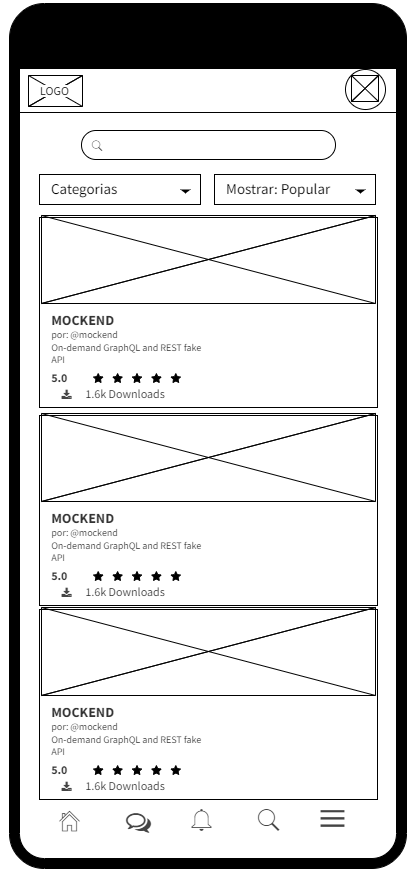 LOGO
Categorias
Mostrar: Popular
MOCKEND
por: @mockend
On-demand GraphQL and REST fake
API
5.0
1.6k Downloads
MOCKEND
por: @mockend
On-demand GraphQL and REST fake
API
5.0
1.6k Downloads
MOCKEND
por: @mockend
On-demand GraphQL and REST fake
API
5.0
1.6k Downloads